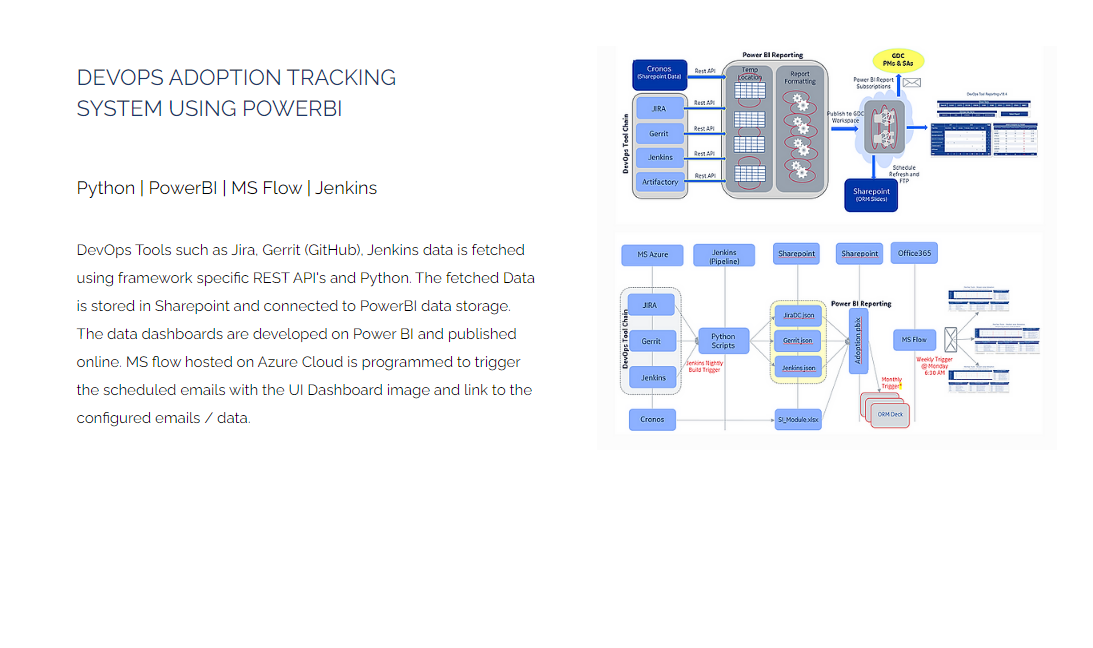 DEVOPS ADOPTION TRACKING
SYSTEM USING POWERBI
Python | PowerBI | MS Flow | Jenkins
DevOps Tools such as Jira, Gerrit (GitHub), Jenkins data is fetched
using framework specific REST API's and Python. The fetched Data
is stored in Sharepoint and connected to PowerBI data storage.
The data dashboards are developed on Power BI and published
online. MS flow hosted on Azure Cloud is programmed to trigger
the scheduled emails with the UI Dashboard image and link to the
configured emails / data.
Power BI Reporting
GDC
PMs & SAs
Cronos
(Sharepoint Data)
Rest API
Temp
Location
Report
Formatting
Power BI Report
Subscriptions
DevOps Tool Chain
JIRA
Rest API
Gerrit
Rest API
Jenkins
Rest API
Artifactory
Rest API
Publish to GDC
Workspace
Schedule
Refresh and
FTP
Sharepoint
(ORM Slides)
MS Azure
Jenkins
(Pipeline)
Sharepoint
Sharepoint
Office365
DevOps Tool Chain
JIRA
Gerrit
Jenkins
Cronos
Python
Scripts
Jenkins Nightly
Build Trigger
JiraDC.json
Gerrit.json
Jenkins.json
SI_Module.xlsx
Power BI Reporting
Adoption.pbix
MS Flow
Weekly Trigger
@ Monday
6:30 AM
Monthly
Trigger
ORM Deck